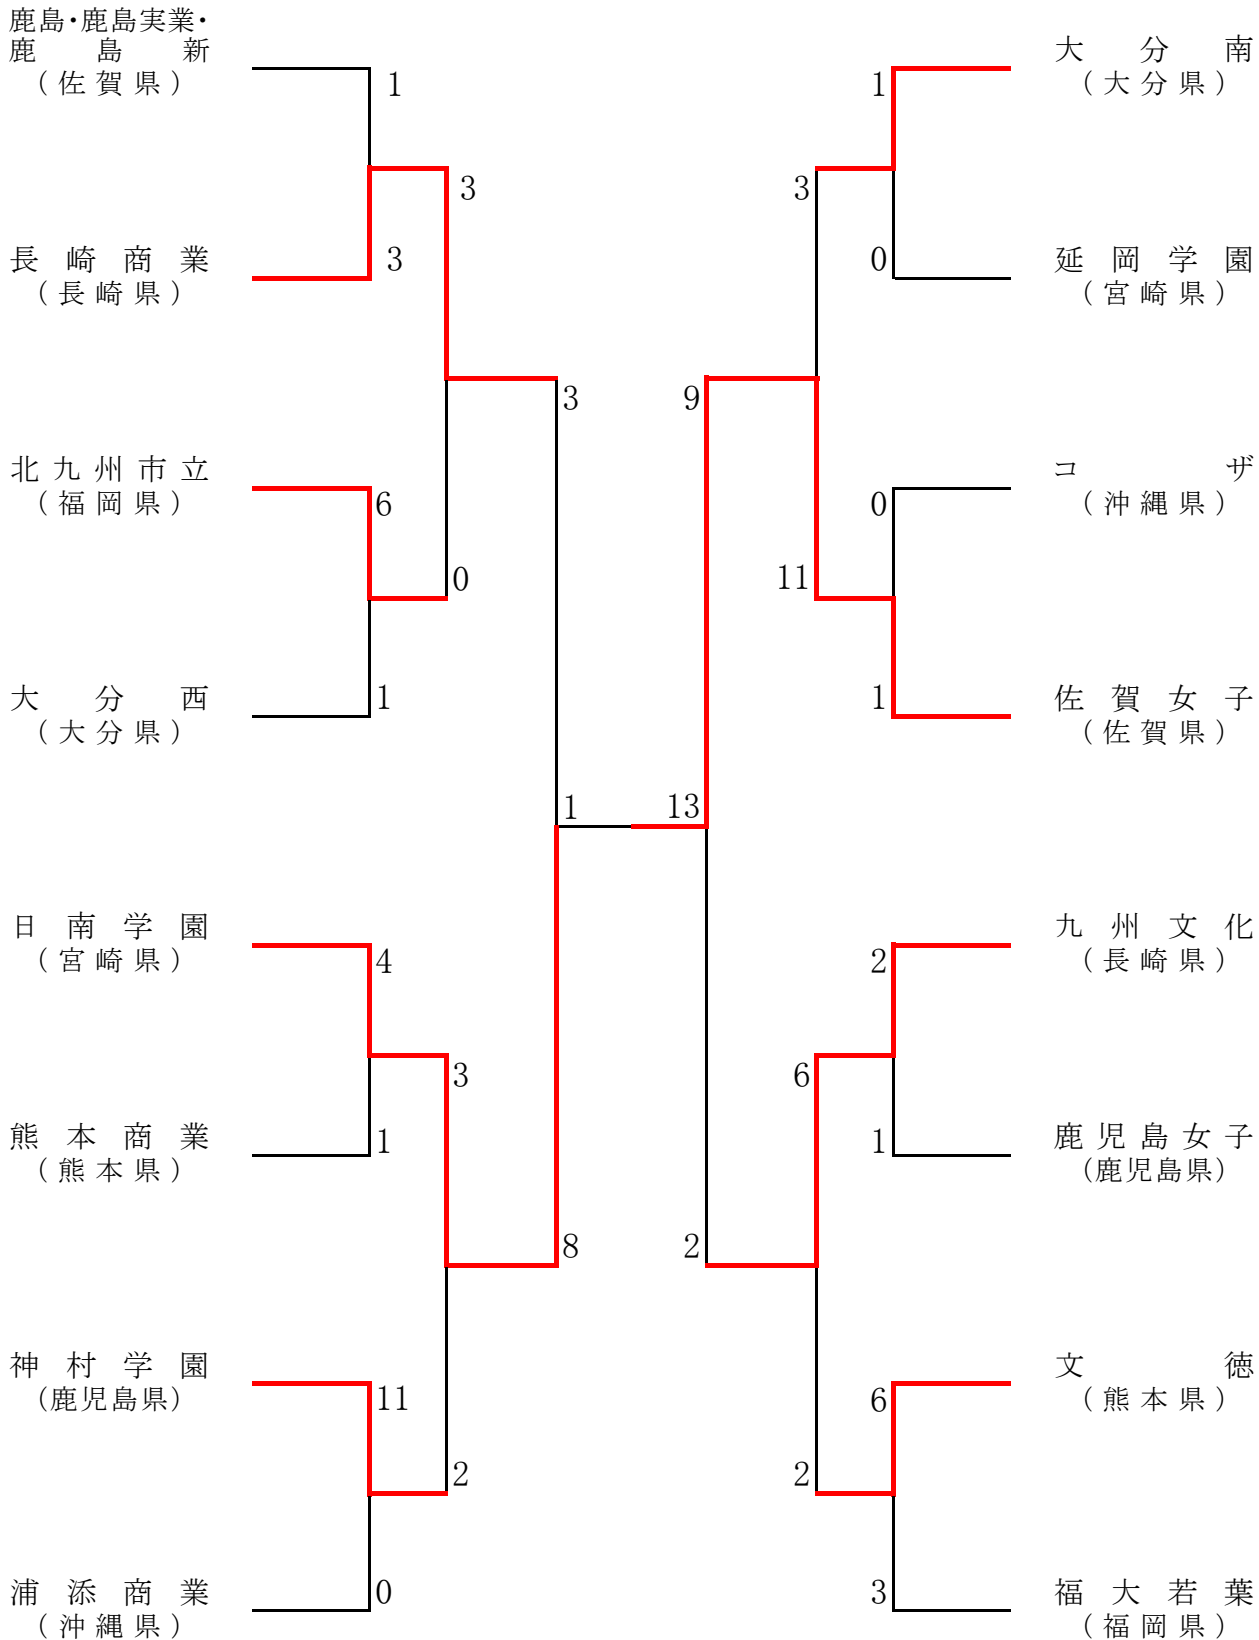 鹿島・鹿島実業・
鹿島新
（佐賀県）
1
3
長崎商業
（長崎県）
3
3
北九州市立
（福岡県）
6
0
大分西
（大分県）
1
1
日南学園
（宮崎県）
4
3
熊本商業
（熊本県）
1
8
神村学園
（鹿児島県）
11
2
浦添商業
（沖縄県）
0
大分南
（大分県）
1
3
延岡学園
（宮崎県）
0
9
コザ
（沖縄県）
0
11
佐賀女子
（佐賀県）
1
13
九州文化
（長崎県）
2
6
鹿児島女子
（鹿児島県）
1
2
文徳
（熊本県）
6
2
福大若葉
（福岡県）
3